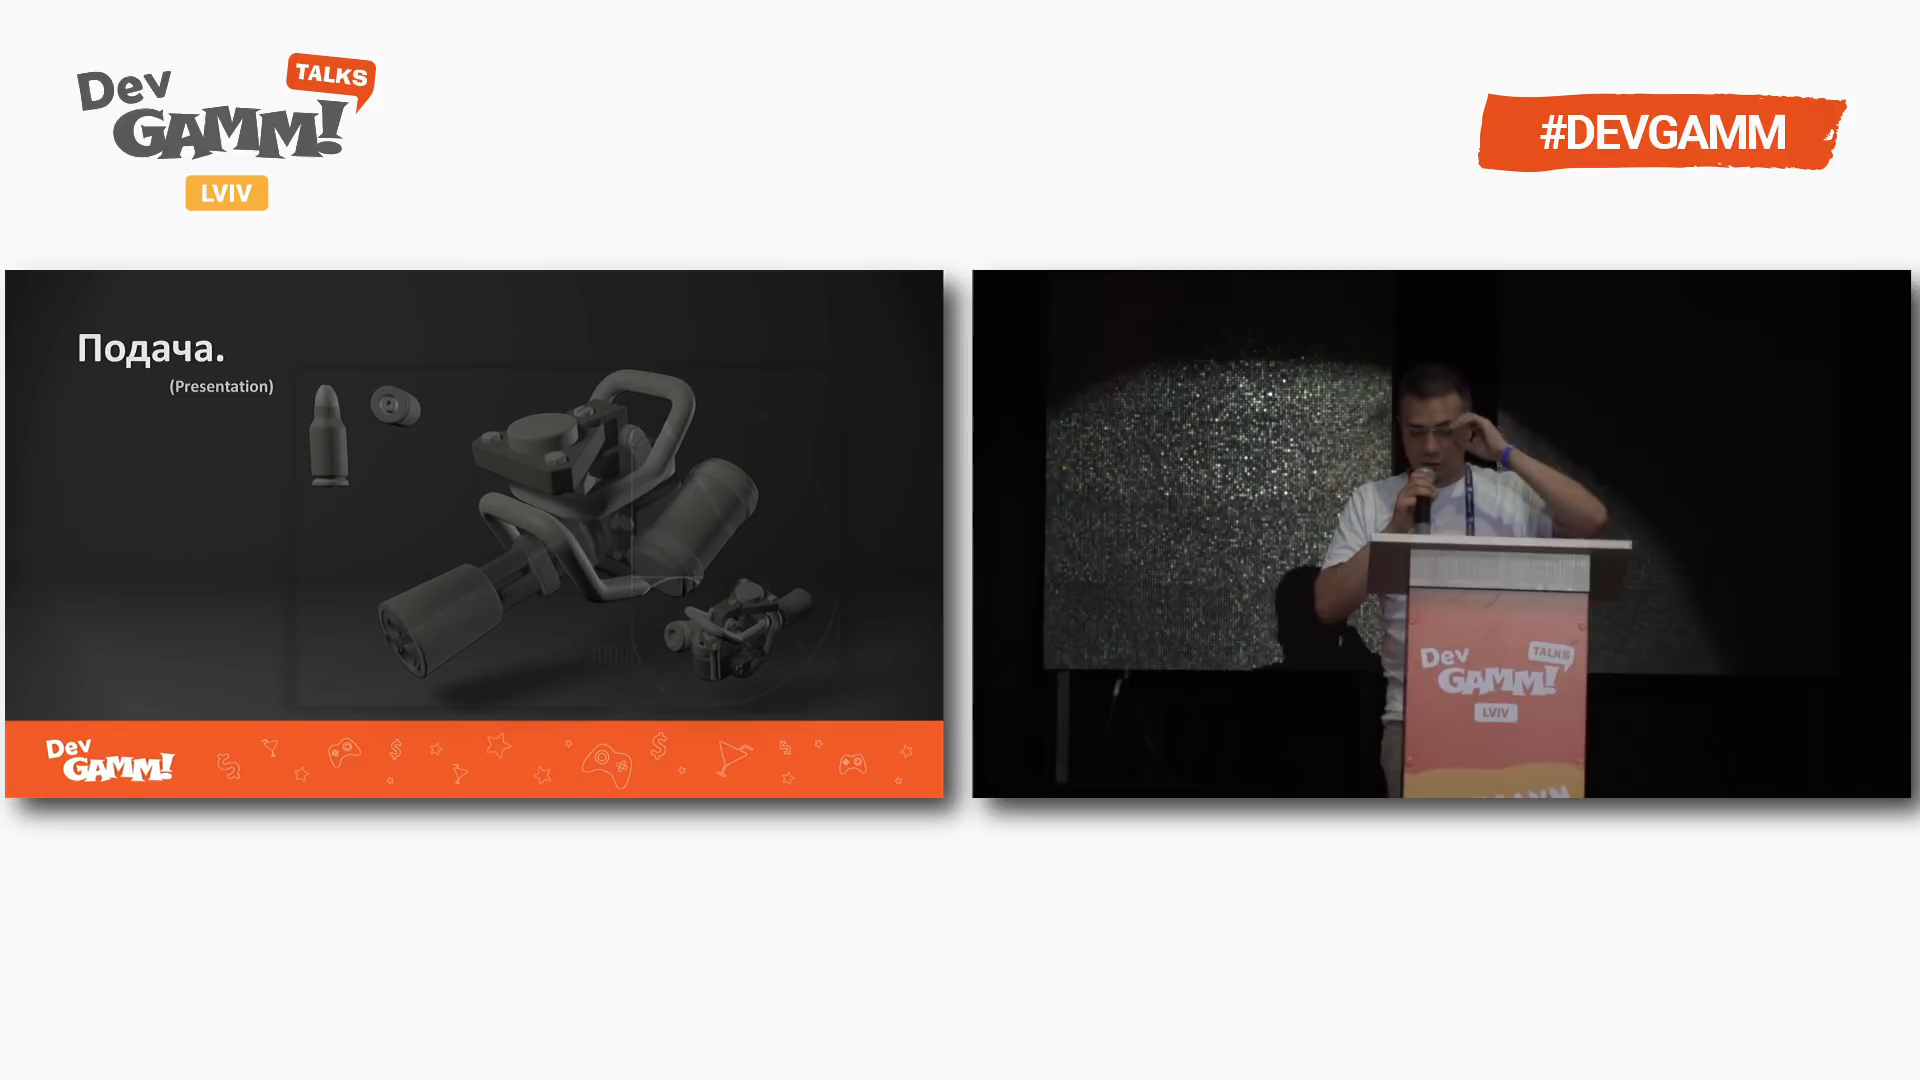 Dev
TALKS
GAMM!
LVIV
#DEVGAMM
Подача.
(Presentation)
Dev
GAMM!
Dev
TALKS
GAMM!
LVIV